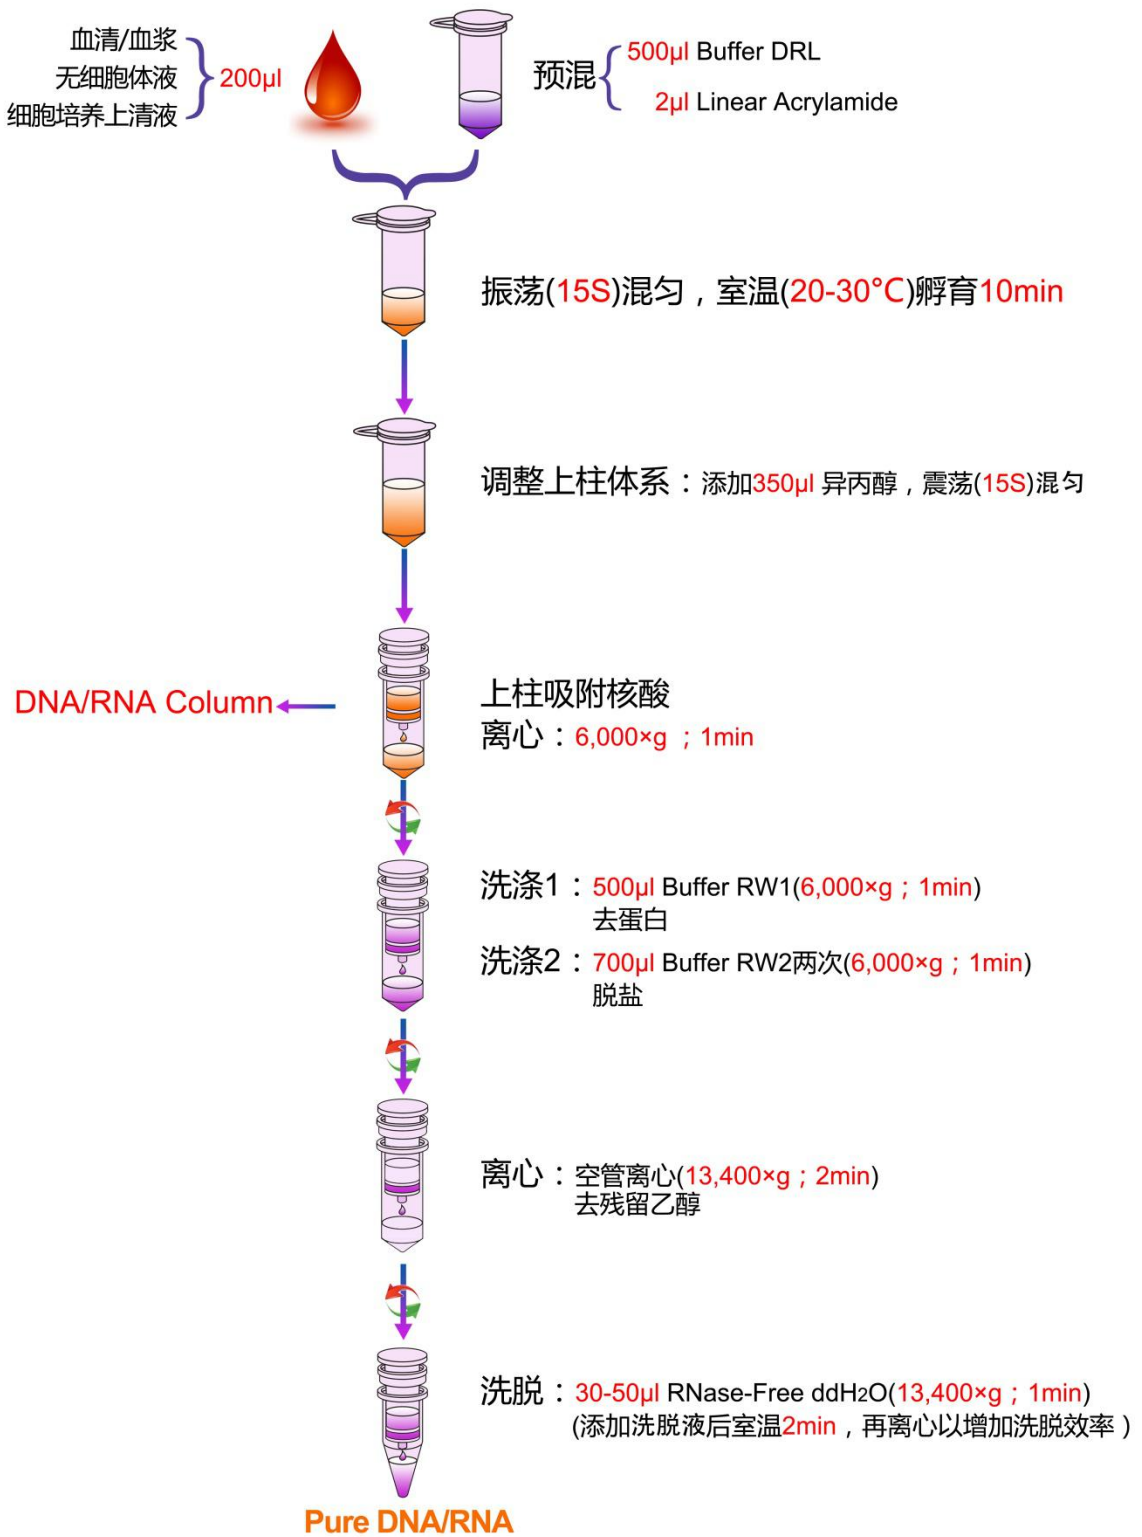 血清/血浆
无细胞体液
细胞培养上清液
200μl
预混
500μl Buffer DRL
2μl Linear Acrylamide
振荡(15S)混匀，室温(20-30℃)孵育10min
调整上柱体系：添加350μl 异丙醇，震荡(15S)混匀
DNA/RNA Column
上柱吸附核酸
离心：6,000×g ；1min
洗涤1：500μl Buffer RW1(6,000×g；1min)
去蛋白
洗涤2：700μl Buffer RW2两次(6,000×g；1min)
脱盐
离心：空管离心(13,400×g；2min)
去残留乙醇
洗脱：30-50μl RNase-Free ddH₂O(13,400×g；1min)
(添加洗脱液后室温2min，再离心以增加洗脱效率)
Pure DNA/RNA